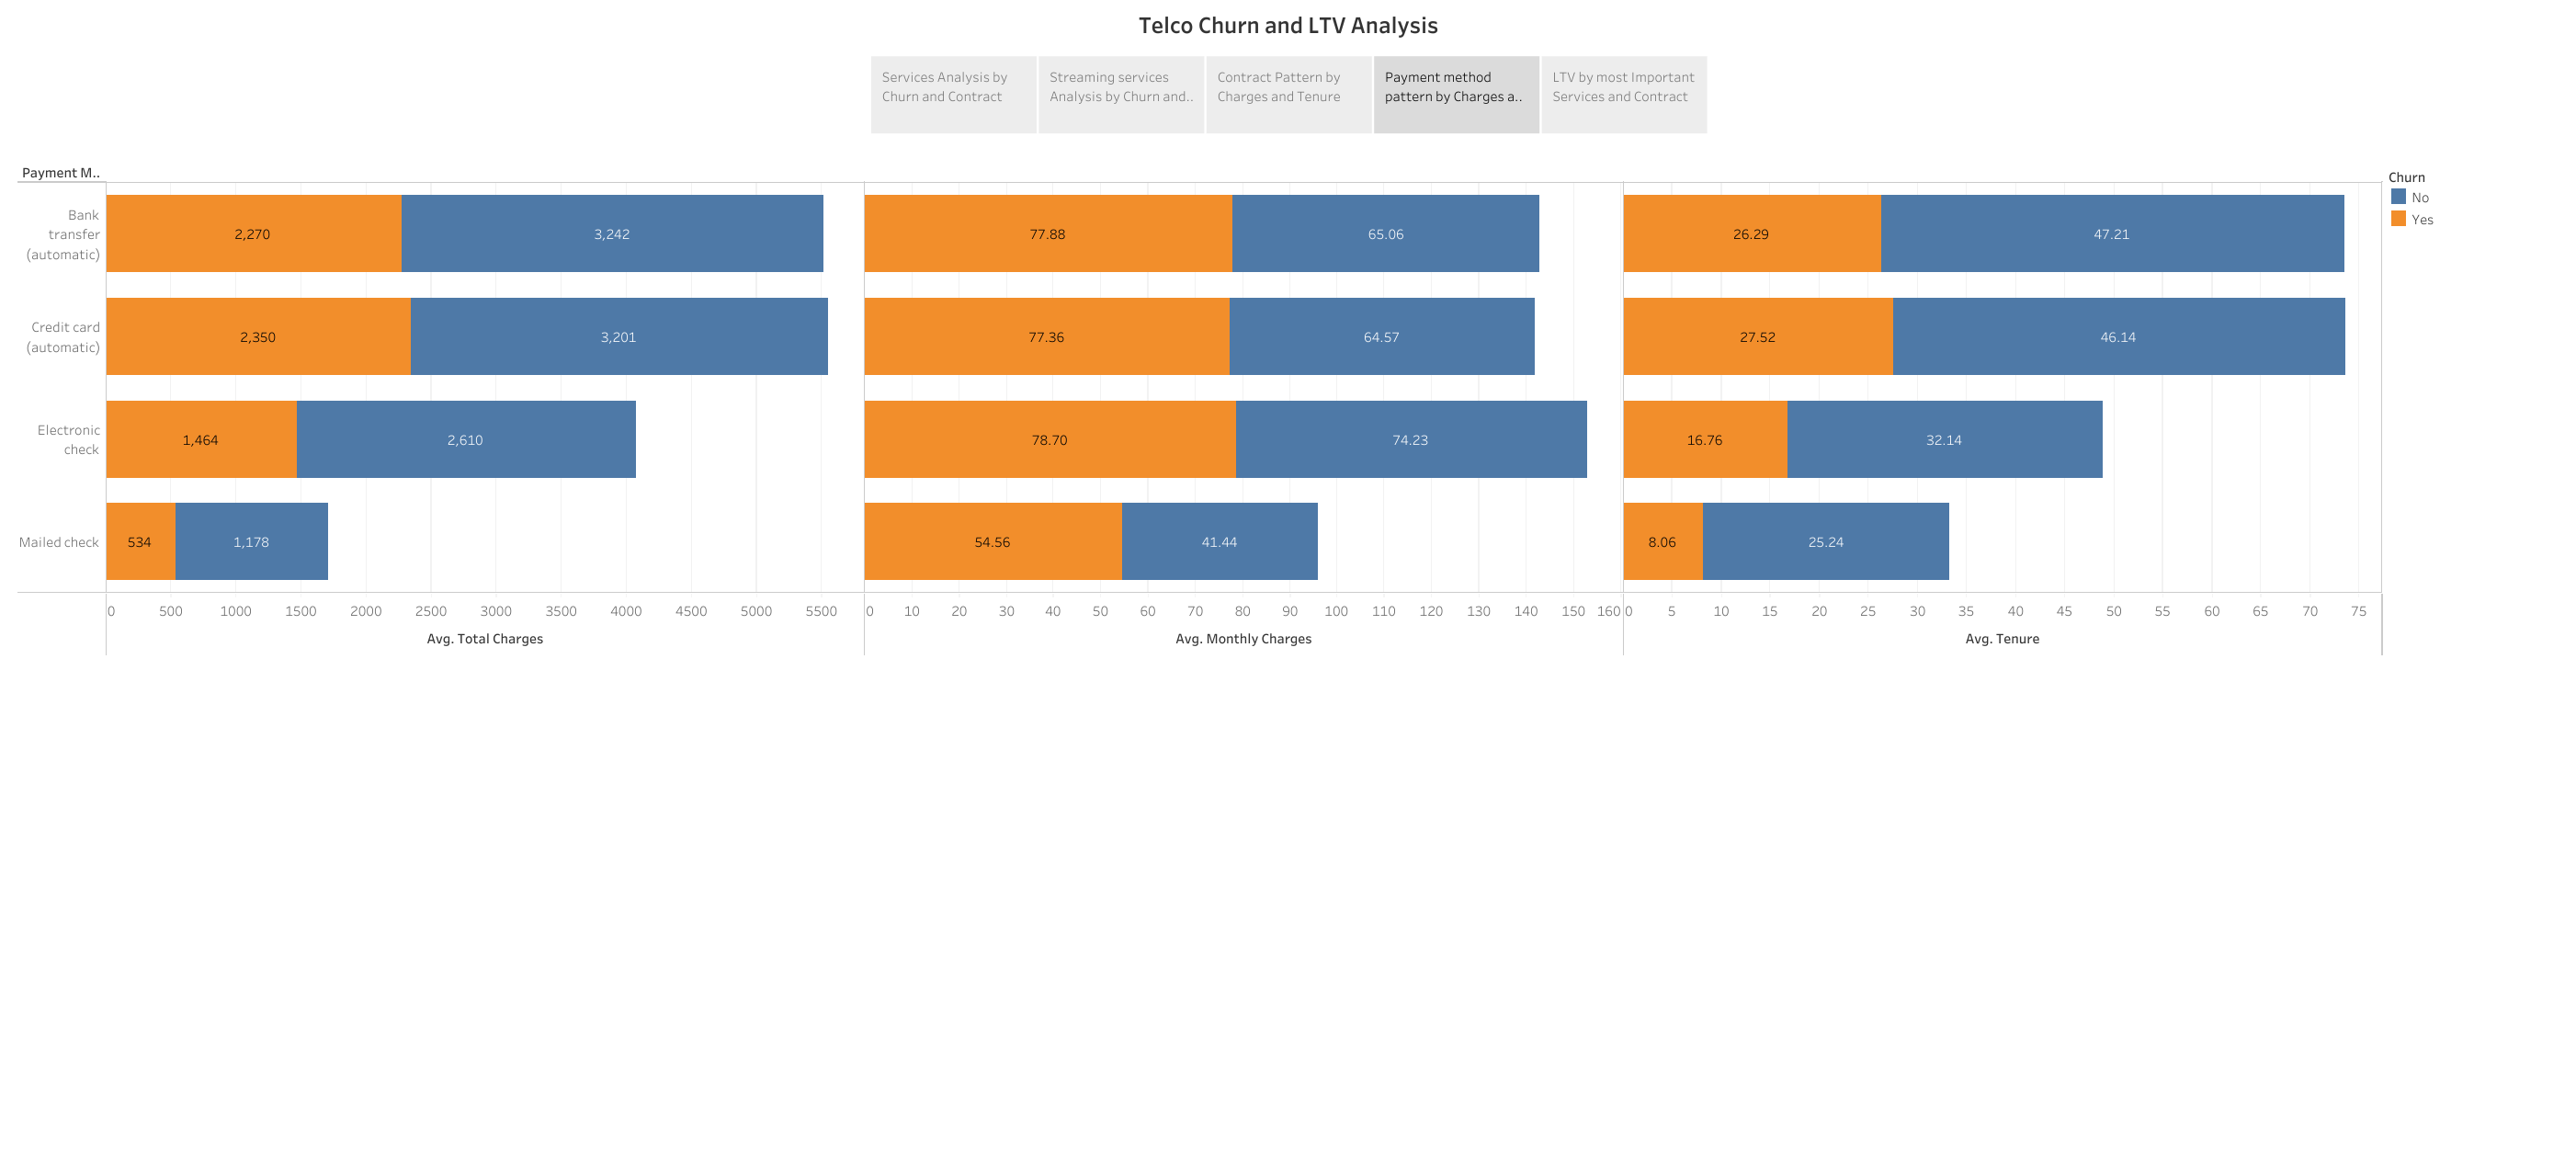 Telco Churn and LTV Analysis
Services Analysis by
Churn and Contract
Streaming services
Analysis by Churn and..
Contract Pattern by
Charges and Tenure
Payment method
pattern by Charges a..
LTV by most Important
Services and Contract
Payment M..
Bank
transfer
(automatic)
2,270 3,242 77.88 65.06 26.29 47.21
Credit card
(automatic)
2,350 3,201 77.36 64.57 27.52 46.14
Electronic
check
1,464 2,610 78.70 74.23 16.76 32.14
Mailed check 534 1,178 54.56 41.44 8.06 25.24
0 500 1000 1500 2000 2500 3000 3500 4000 4500 5000 5500
0 10 20 30 40 50 60 70 80 90 100 110 120 130 140 150 160
0 5 10 15 20 25 30 35 40 45 50 55 60 65 70 75
Avg. Total Charges
Avg. Monthly Charges
Avg. Tenure
Churn
No
Yes